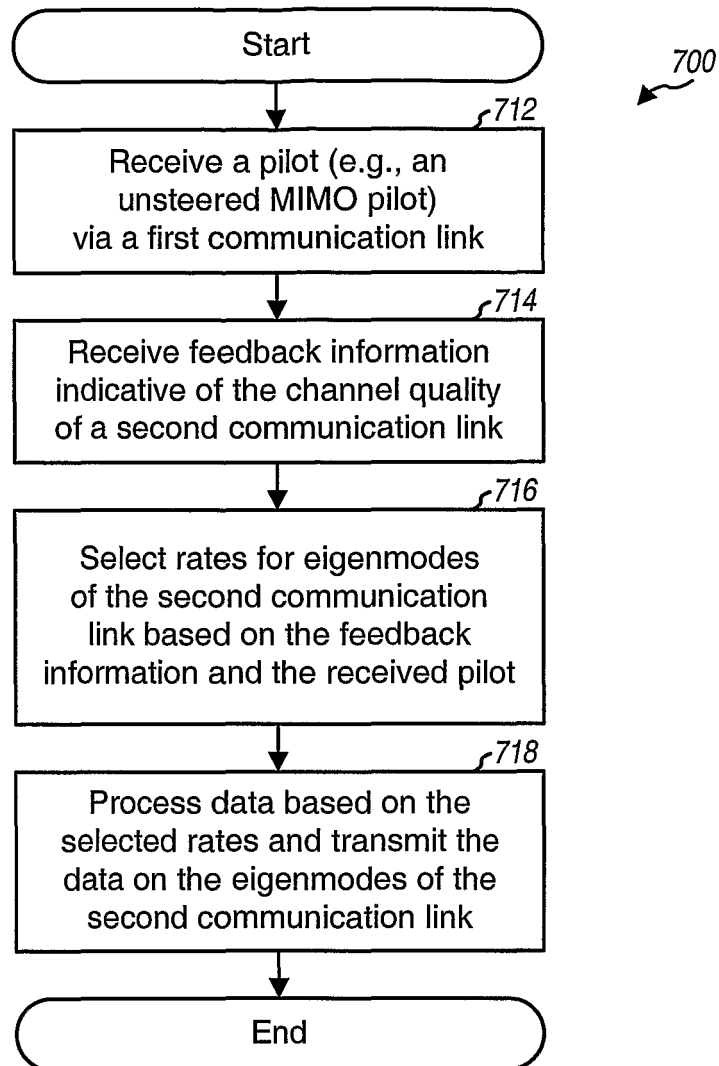 Start
700
712
Receive a pilot (e.g., an
unsteered MIMO pilot)
via a first communication link
714
Receive feedback information
indicative of the channel quality
of a second communication link
716
Select rates for eigenmodes
of the second communication
link based on the feedback
information and the received pilot
718
Process data based on the
selected rates and transmit the
data on the eigenmodes of the
second communication link
End